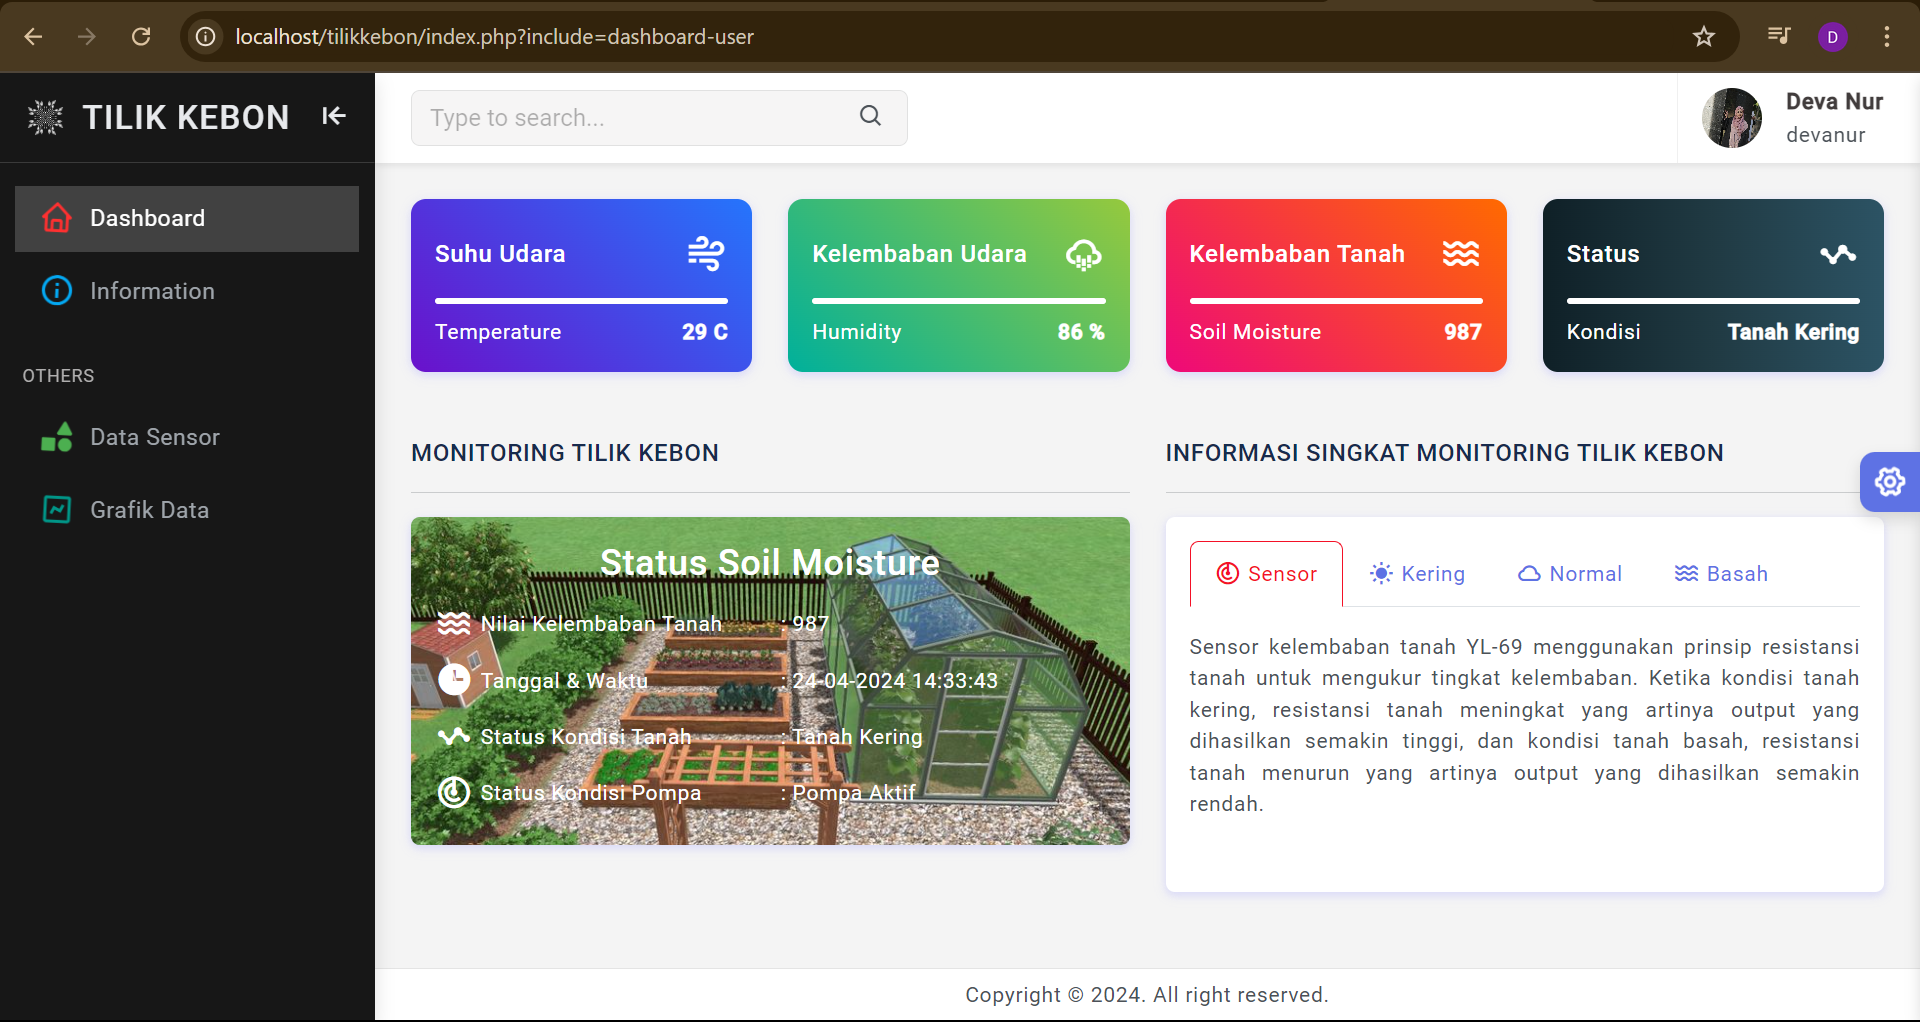 localhost/tilikkebon/index.php?include=dashboard-user
D
TILIK KEBON
Type to search...
Deva Nur
devanur
Dashboard
Information
OTHERS
Data Sensor
Grafik Data
Suhu Udara
Temperature 29 C
Kelembaban Udara
Humidity 86 %
Kelembaban Tanah
Soil Moisture 987
Status
Kondisi Tanah Kering
MONITORING TILIK KEBON
Status Soil Moisture
Nilai Kelembaban Tanah : 987
Tanggal & Waktu : 24-04-2024 14:33:43
Status Kondisi Tanah : Tanah Kering
Status Kondisi Pompa : Pompa Aktif
INFORMASI SINGKAT MONITORING TILIK KEBON
Sensor Kering Normal Basah
Sensor kelembaban tanah YL-69 menggunakan prinsip resistansi
tanah untuk mengukur tingkat kelembaban. Ketika kondisi tanah
kering, resistansi tanah meningkat yang artinya output yang
dihasilkan semakin tinggi, dan kondisi tanah basah, resistansi
tanah menurun yang artinya output yang dihasilkan semakin
rendah.
Copyright © 2024. All right reserved.